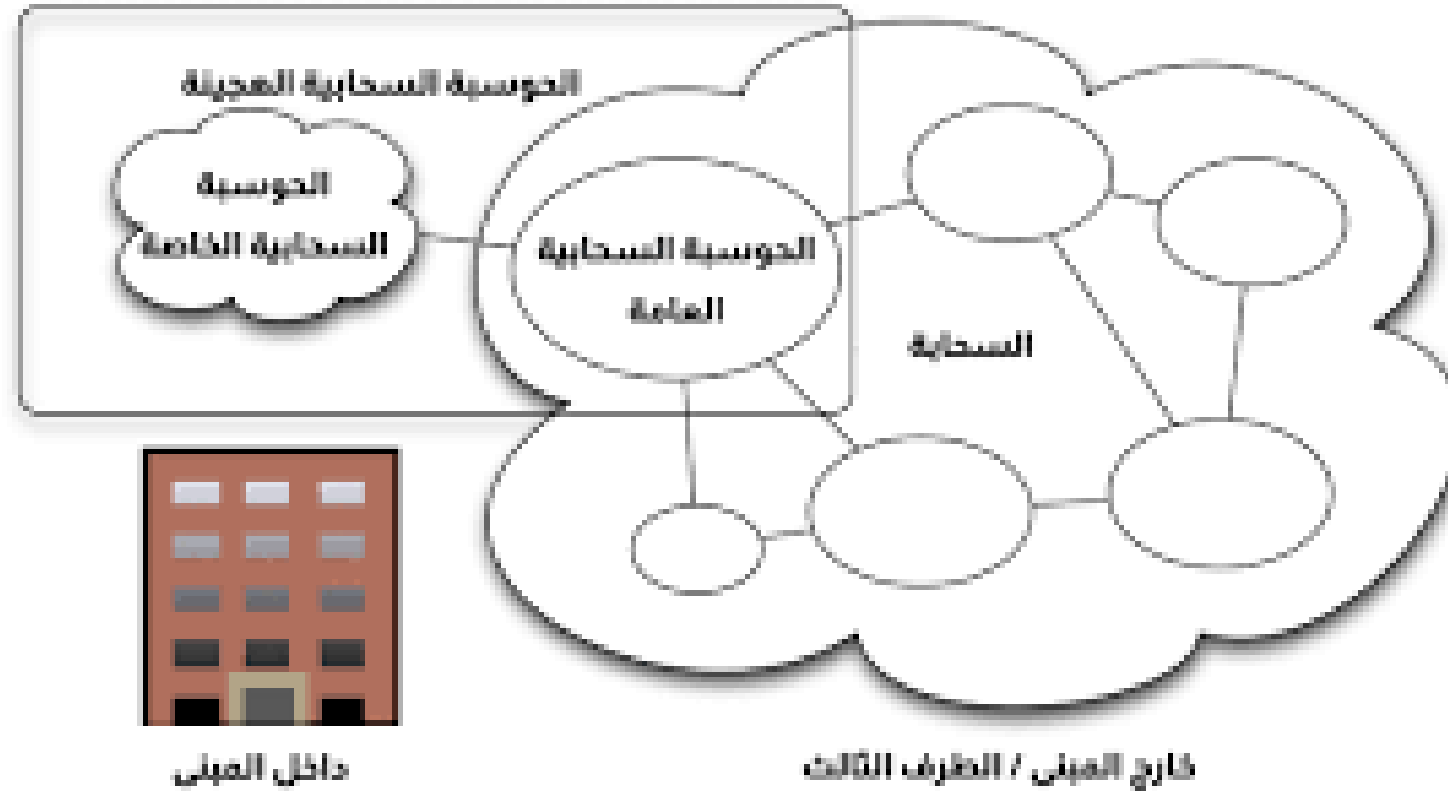 الحوسبة السحابية الهجينة
الحوسبة
السحابية الخاصة
الحوسبة السحابية
العامة
السحابة
داخل المبنى
خارج المبنى / الطرف الثالث